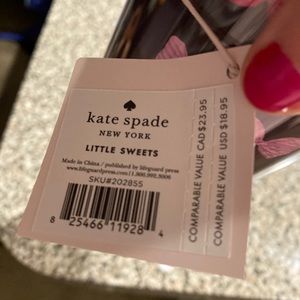 kate spade
NEW YORK
LITTLE SWEETS
Made in China / published by lifeguard press
www.lifeguardpress.com/1.800.992.3006
SKU#202855
8 25466 11928 4
COMPARABLE VALUE CAD $23.95
COMPARABLE VALUE USD $18.95